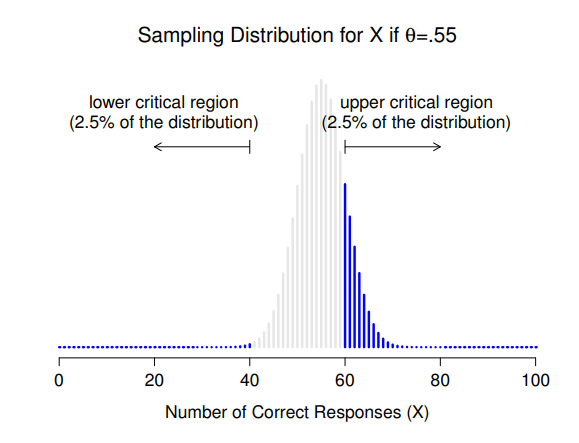 Sampling Distribution for X if θ=.55
lower critical region
(2.5% of the distribution)
upper critical region
(2.5% of the distribution)
0 20 40 60 80 100
Number of Correct Responses (X)